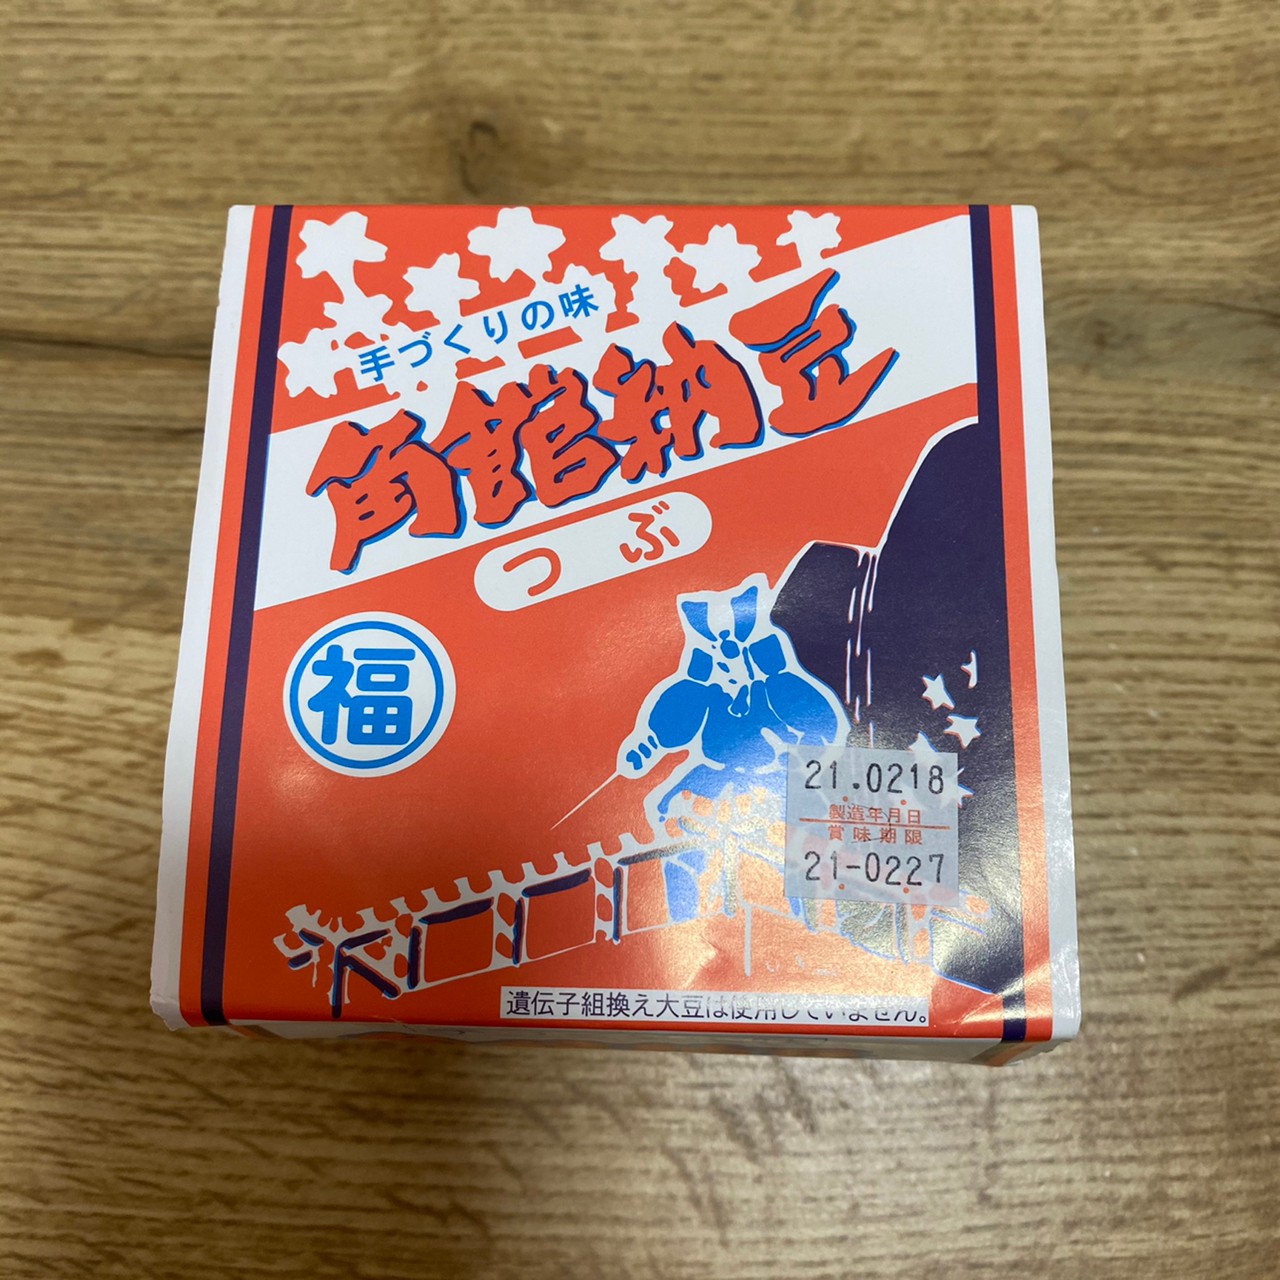 手づくりの味
角館納豆
つぶ
福
21.0218
製造年月日
賞味期限
21-0227
遺伝子組換え大豆は使用していません。